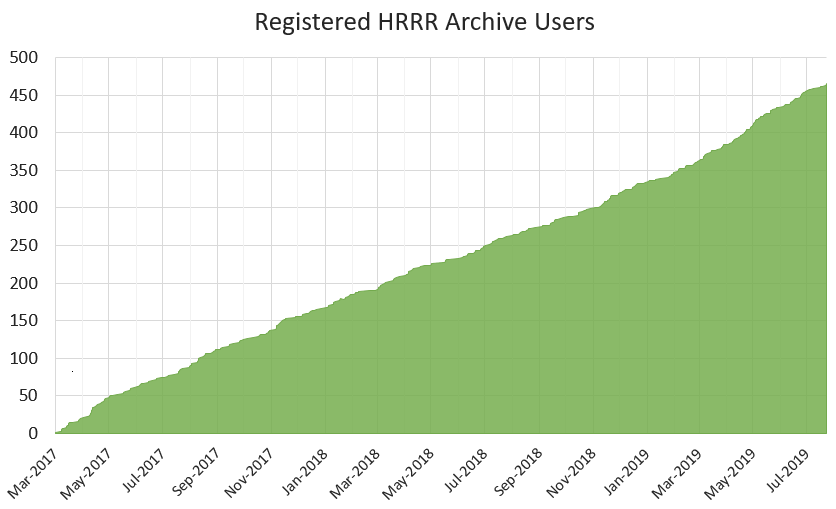 Registered HRRR Archive Users
500
450
400
350
300
250
200
150
100
50
0
Mar-2017
May-2017
Jul-2017
Sep-2017
Nov-2017
Jan-2018
Mar-2018
May-2018
Jul-2018
Sep-2018
Nov-2018
Jan-2019
Mar-2019
May-2019
Jul-2019